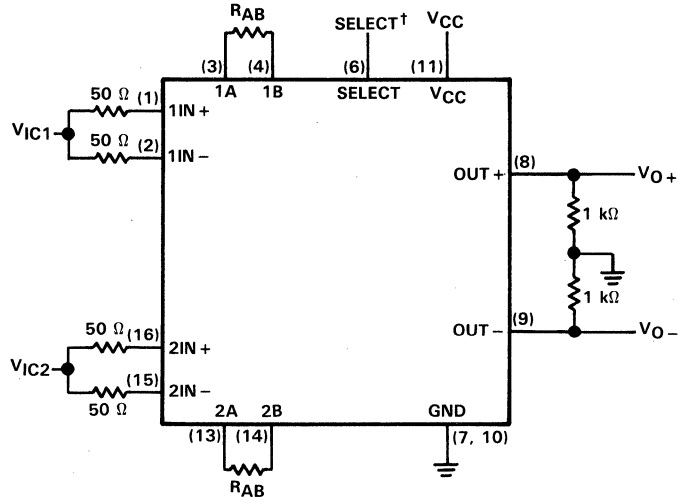 RAB
SELECT†
VCC
(3)
(4)
(6)
(11)
1A
1B
SELECT
VCC
50 Ω
(1)
1IN+
VIC1
50 Ω
(2)
1IN−
OUT+
(8)
VO+
1 kΩ
1 kΩ
OUT−
(9)
VO−
50 Ω
(16)
2IN+
VIC2
(15)
2IN−
50 Ω
2A
2B
GND
(13)
(14)
(7, 10)
RAB